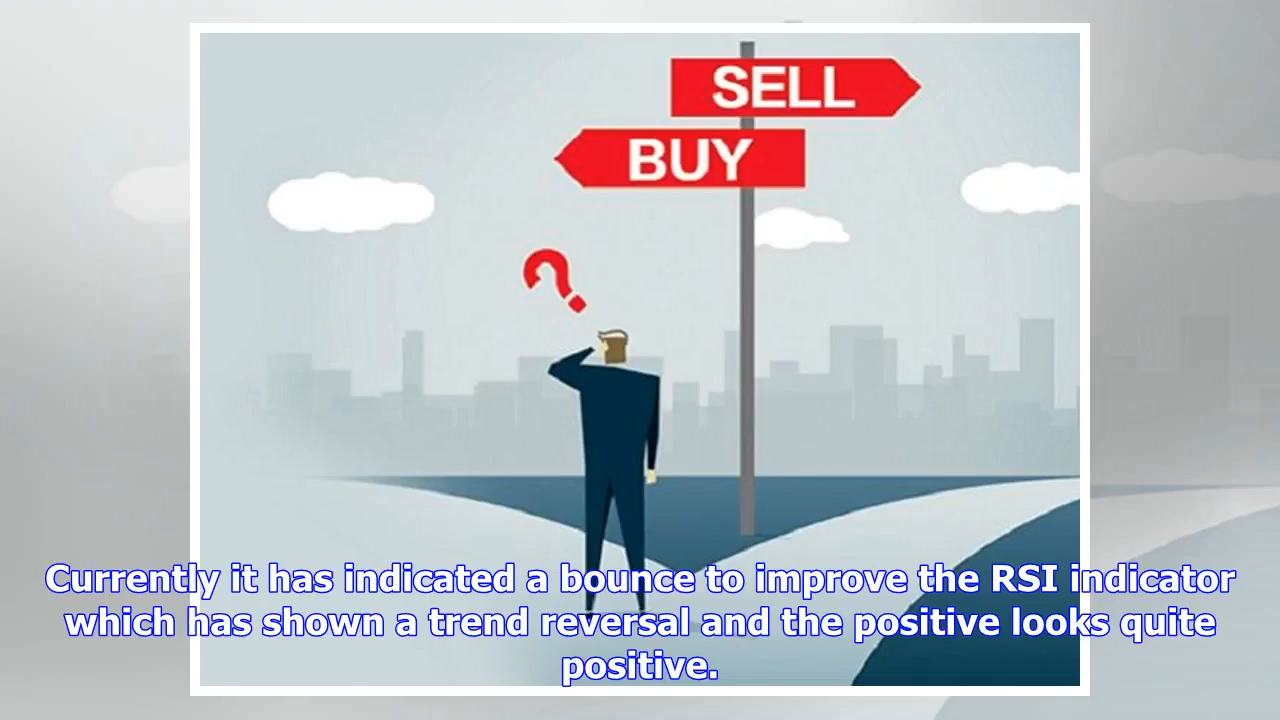 SELL
BUY
?
Currently it has indicated a bounce to improve the RSI indicator
which has shown a trend reversal and the positive looks quite
positive.